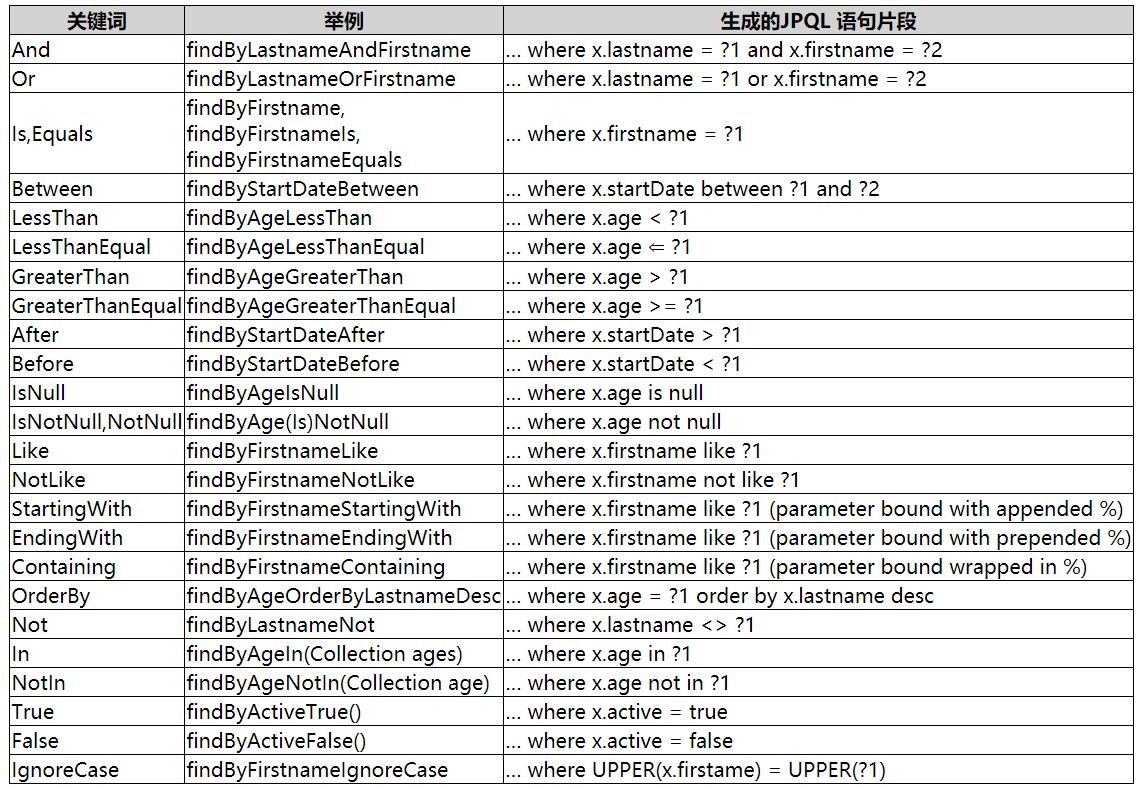 关键词 举例 生成的JPQL 语句片段
And findByLastnameAndFirstname ... where x.lastname = ?1 and x.firstname = ?2
Or findByLastnameOrFirstname ... where x.lastname = ?1 or x.firstname = ?2
Is,Equals findByFirstname,
findByFirstnameIs,
findByFirstnameEquals ... where x.firstname = ?1
Between findByStartDateBetween ... where x.startDate between ?1 and ?2
LessThan findByAgeLessThan ... where x.age < ?1
LessThanEqual findByAgeLessThanEqual ... where x.age ⇐ ?1
GreaterThan findByAgeGreaterThan ... where x.age > ?1
GreaterThanEqual findByAgeGreaterThanEqual ... where x.age >= ?1
After findByStartDateAfter ... where x.startDate > ?1
Before findByStartDateBefore ... where x.startDate < ?1
IsNull findByAgeIsNull ... where x.age is null
IsNotNull,NotNull findByAge(Is)NotNull ... where x.age not null
Like findByFirstnameLike ... where x.firstname like ?1
NotLike findByFirstnameNotLike ... where x.firstname not like ?1
StartingWith findByFirstnameStartingWith ... where x.firstname like ?1 (parameter bound with appended %)
EndingWith findByFirstnameEndingWith ... where x.firstname like ?1 (parameter bound with prepended %)
Containing findByFirstnameContaining ... where x.firstname like ?1 (parameter bound wrapped in %)
OrderBy findByAgeOrderByLastnameDesc ... where x.age = ?1 order by x.lastname desc
Not findByLastnameNot ... where x.lastname <> ?1
In findByAgeIn(Collection ages) ... where x.age in ?1
NotIn findByAgeNotIn(Collection age) ... where x.age not in ?1
True findByActiveTrue() ... where x.active = true
False findByActiveFalse() ... where x.active = false
IgnoreCase findByFirstnameIgnoreCase ... where UPPER(x.firstame) = UPPER(?1)